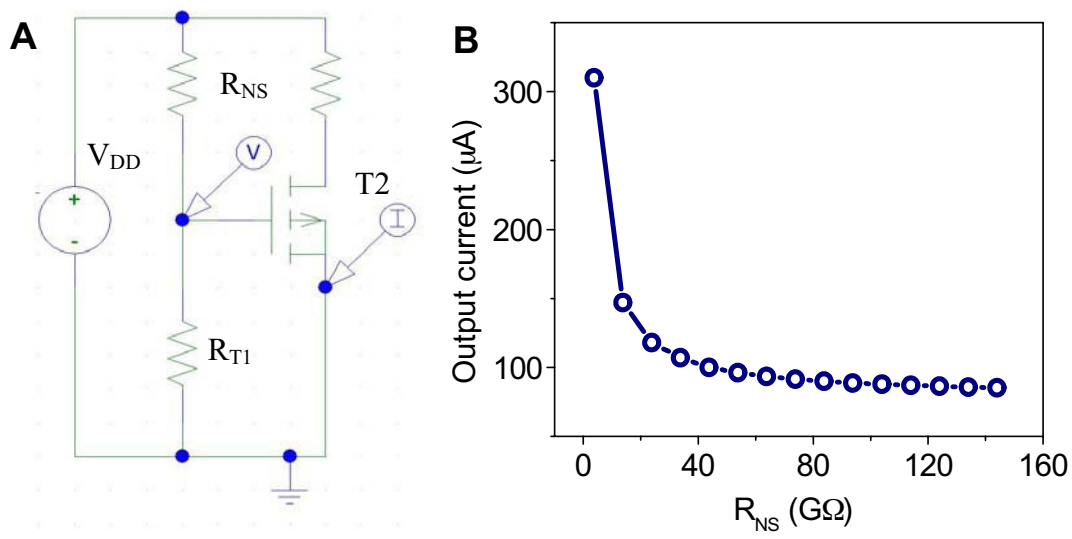 A
R_NS
V_DD
+
-
V
T2
I
R_T1
B
Output current (μA)
300
200
100
0
40
80
120
160
R_NS (GΩ)